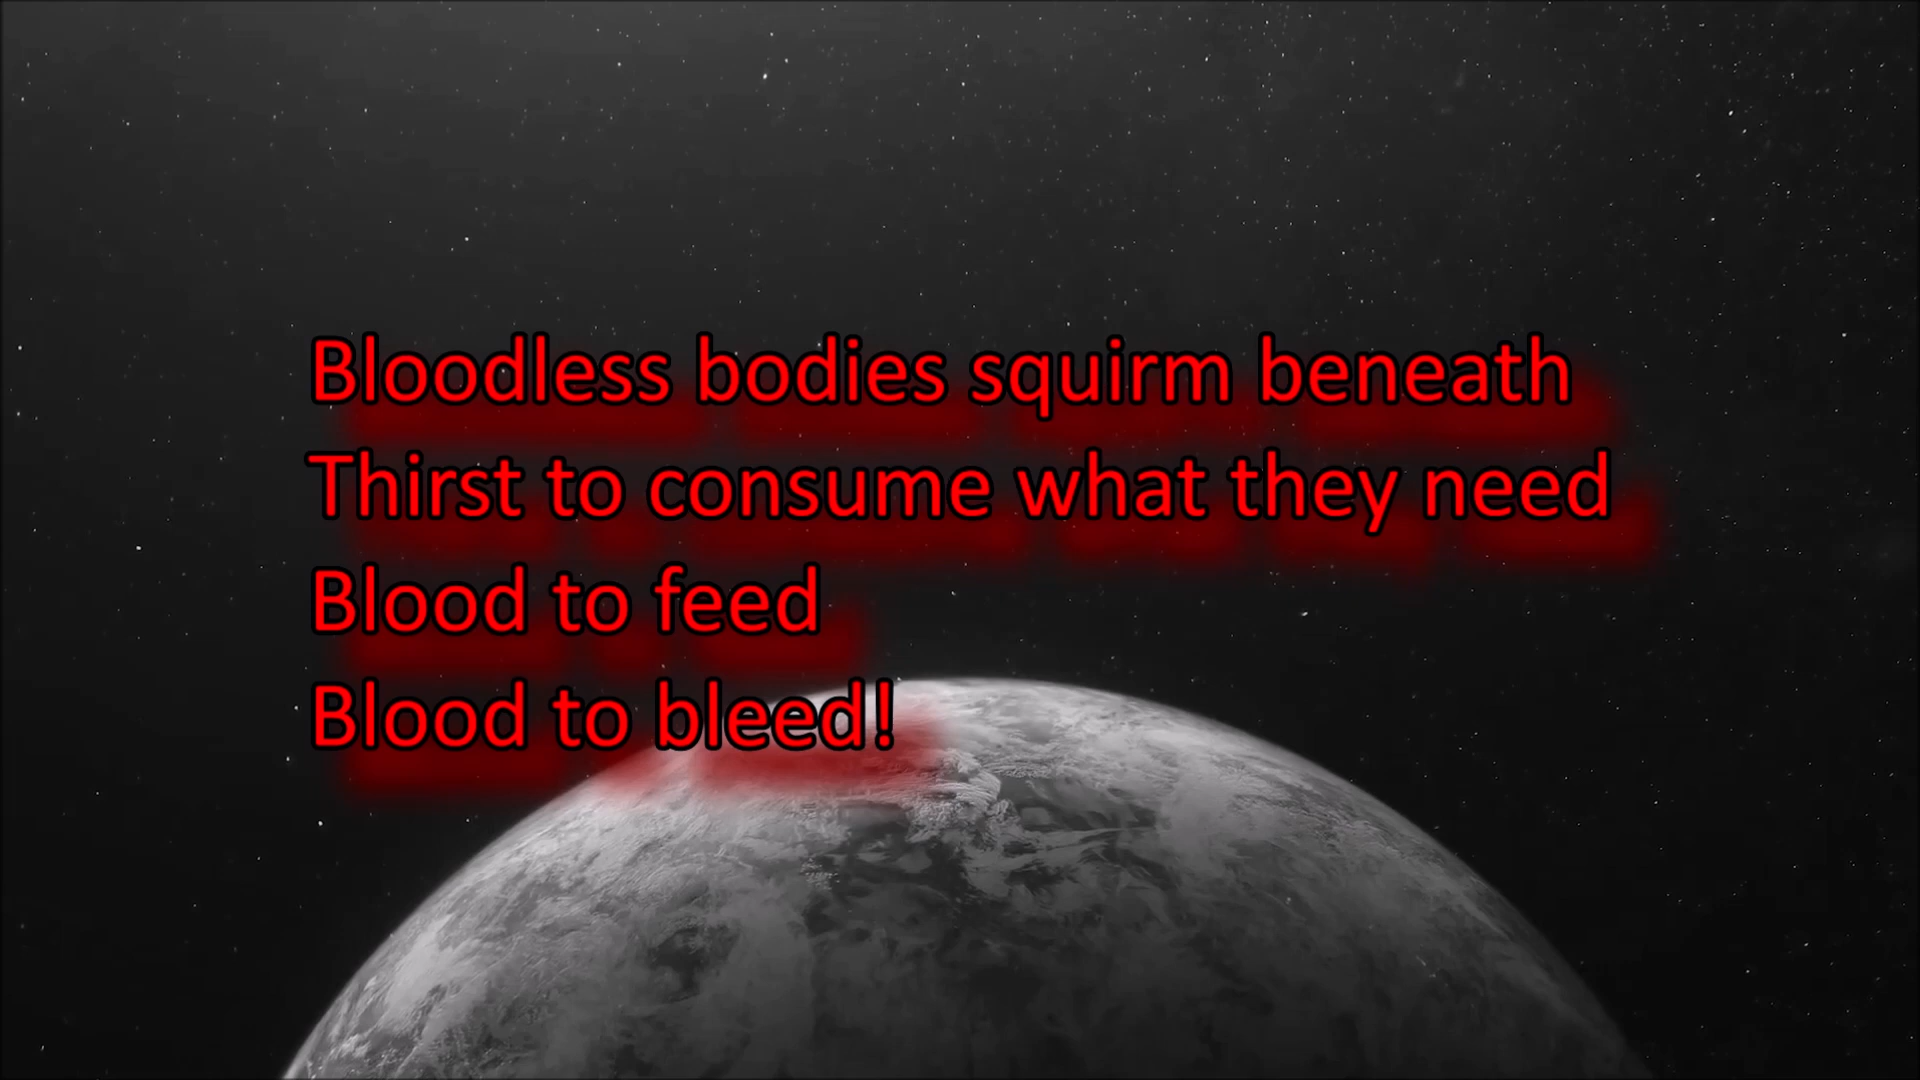 Bloodless bodies squirm beneath
Thirst to consume what they need
Blood to feed
Blood to bleed!